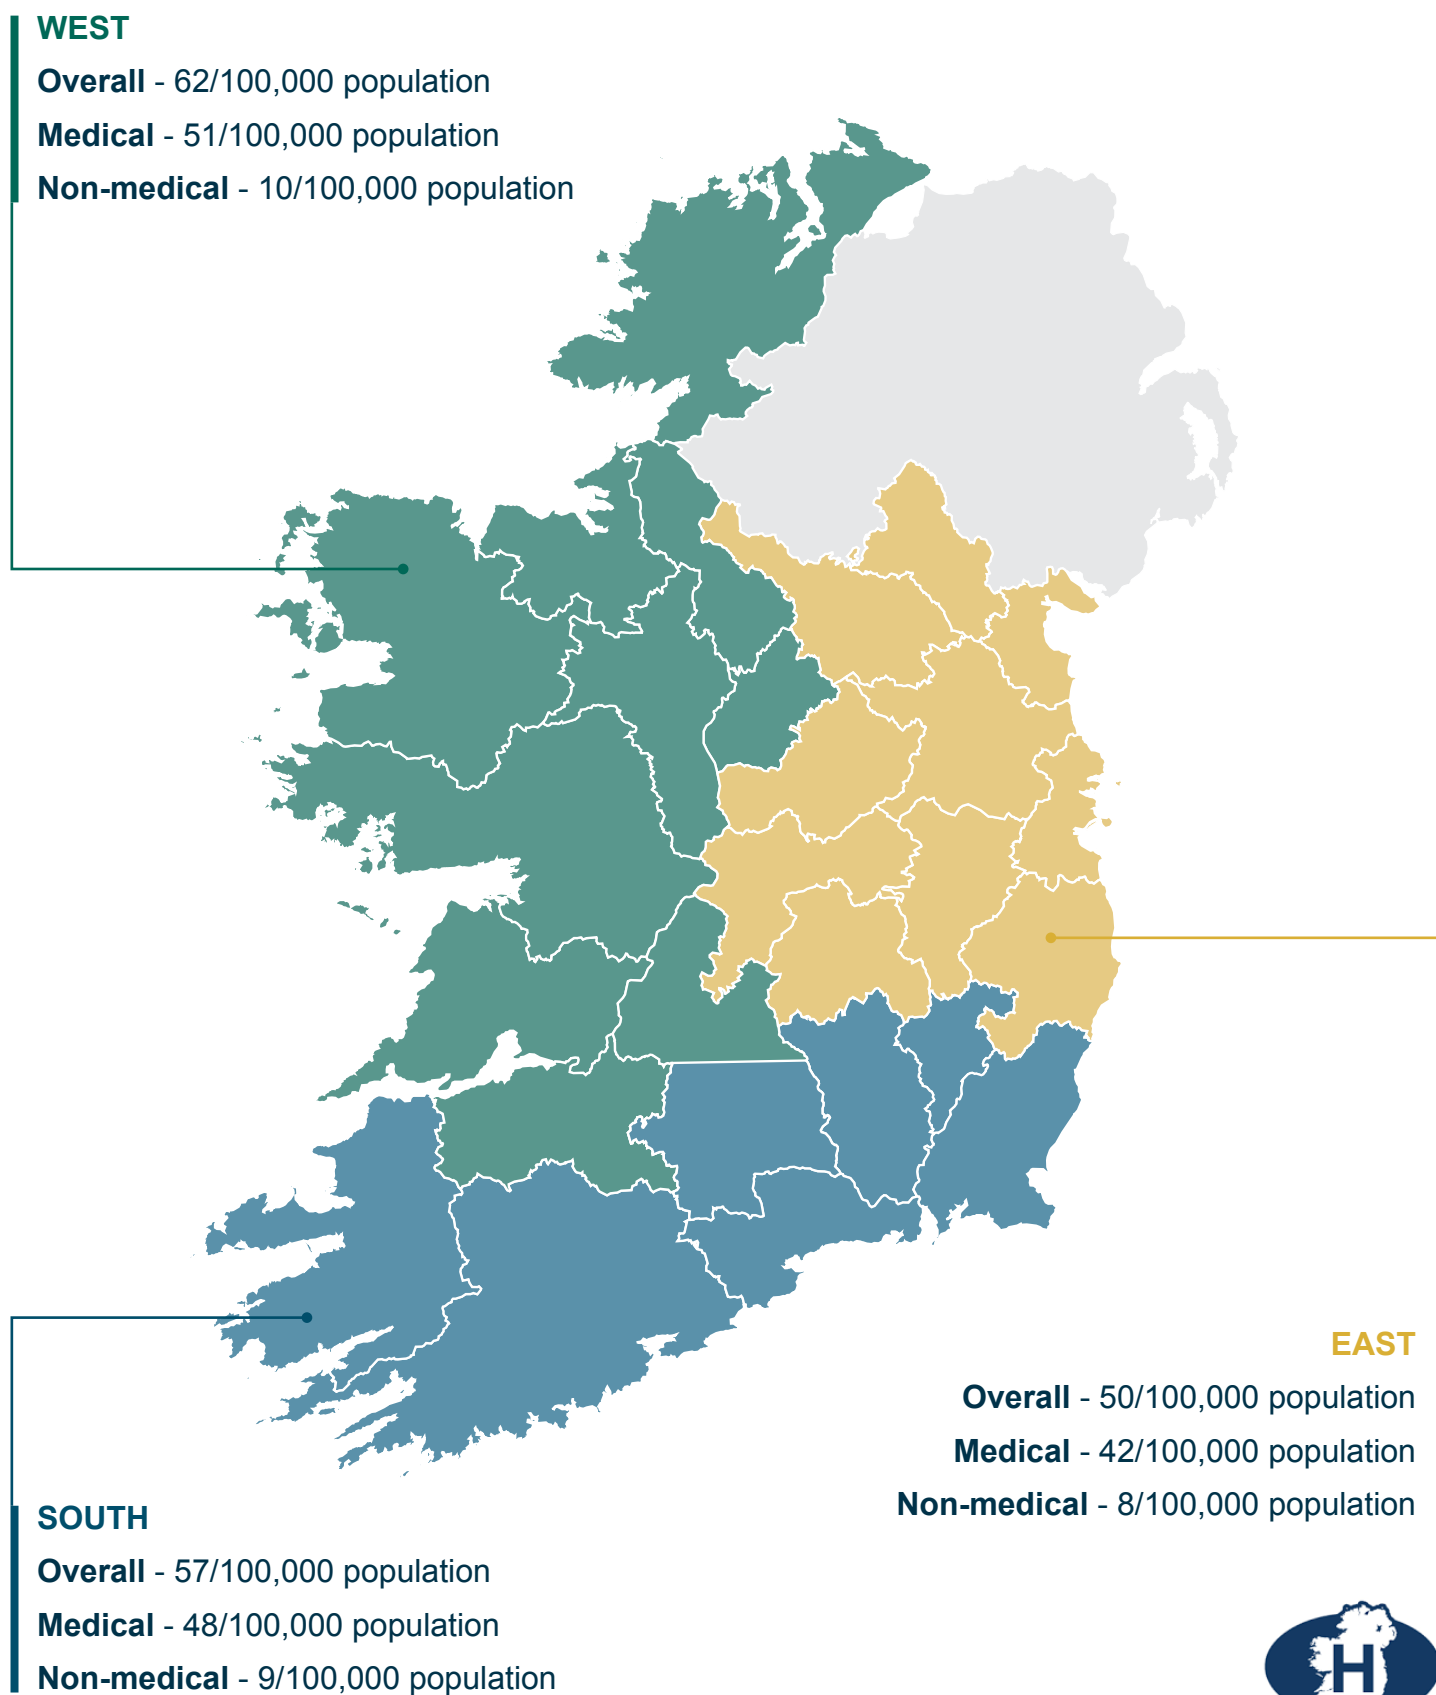 WEST
Overall - 62/100,000 population
Medical - 51/100,000 population
Non-medical - 10/100,000 population
EAST
Overall - 50/100,000 population
Medical - 42/100,000 population
Non-medical - 8/100,000 population
SOUTH
Overall - 57/100,000 population
Medical - 48/100,000 population
Non-medical - 9/100,000 population
H